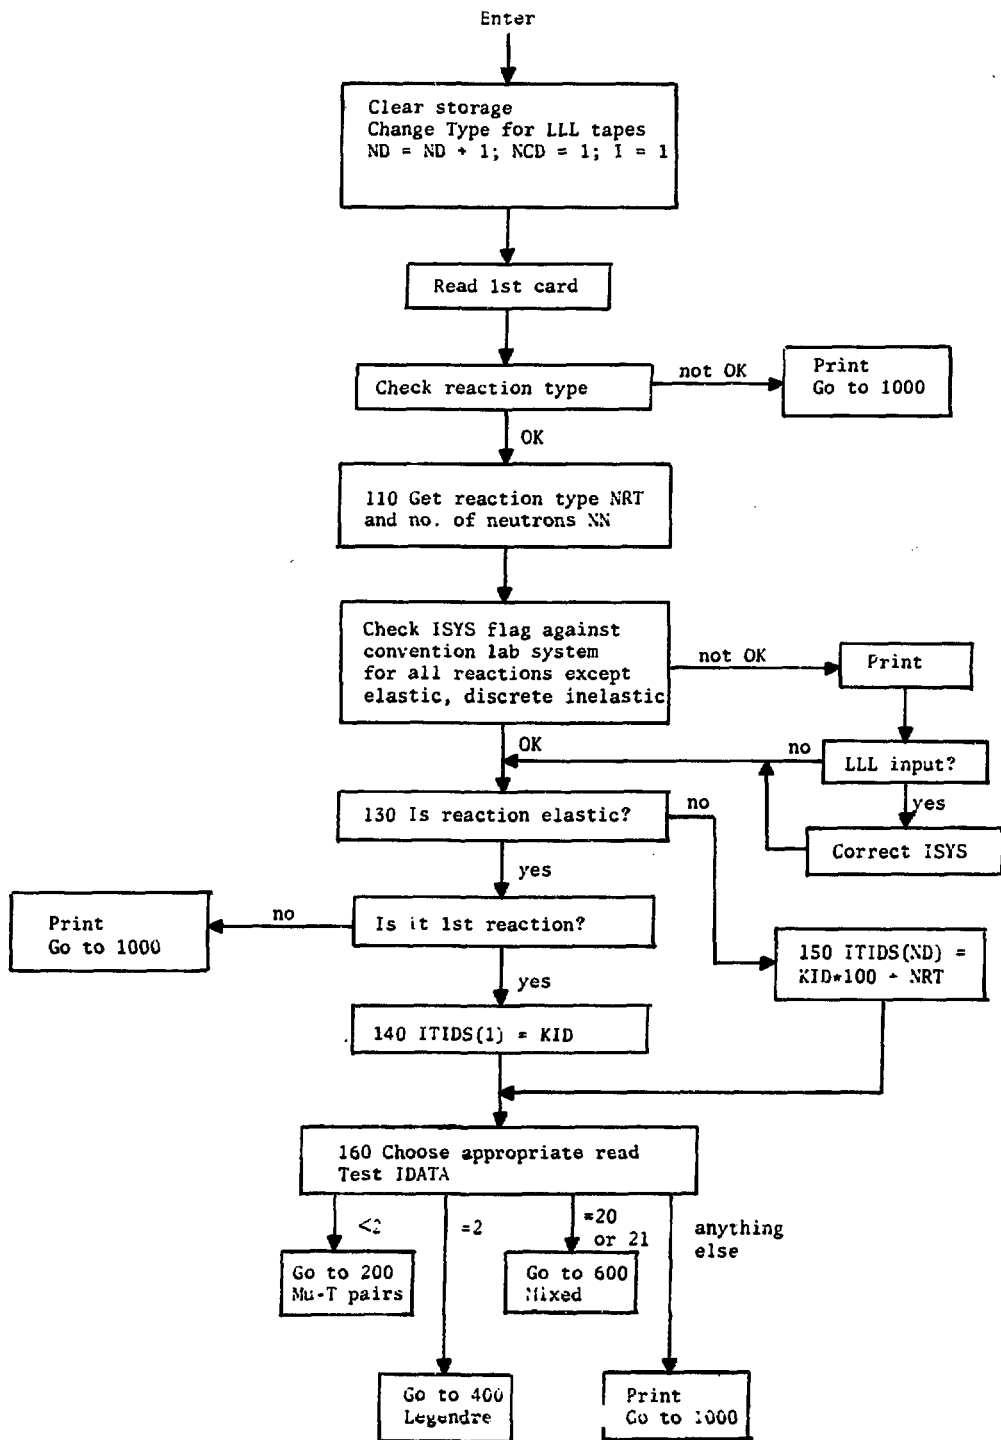 Enter
Clear storage
Change Type for LLL tapes
ND = ND + 1; NCD = 1; I = 1
Read 1st card
Check reaction type
not OK
Print
Go to 1000
OK
110 Get reaction type NRT
and no. of neutrons NN
Check ISYS flag against
convention lab system
for all reactions except
elastic, discrete inelastic
not OK
Print
OK
no
LLL input?
yes
Correct ISYS
130 Is reaction elastic?
no
yes
Is it 1st reaction?
no
Print
Go to 1000
150 ITIDS(ND) =
KID*100 + NRT
yes
140 ITIDS(1) = KID
160 Choose appropriate read
Test IDATA
<2
=2
=20
or 21
anything
else
Go to 200
Mu-T pairs
Go to 600
Mixed
Go to 400
Legendre
Print
Go to 1000